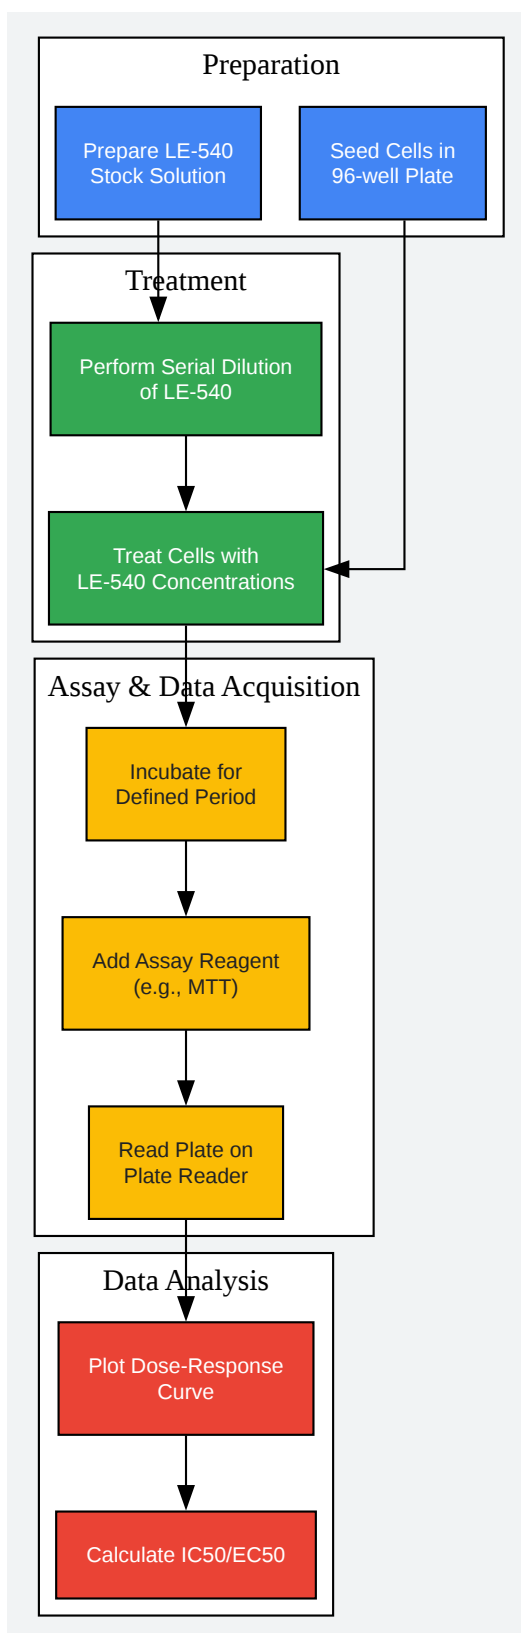 Preparation
Prepare LE-540
Stock Solution
Seed Cells in
96-well Plate
Treatment
Perform Serial Dilution
of LE-540
Treat Cells with
LE-540 Concentrations
Assay & Data Acquisition
Incubate for
Defined Period
Add Assay Reagent
(e.g., MTT)
Read Plate on
Plate Reader
Data Analysis
Plot Dose-Response
Curve
Calculate IC50/EC50